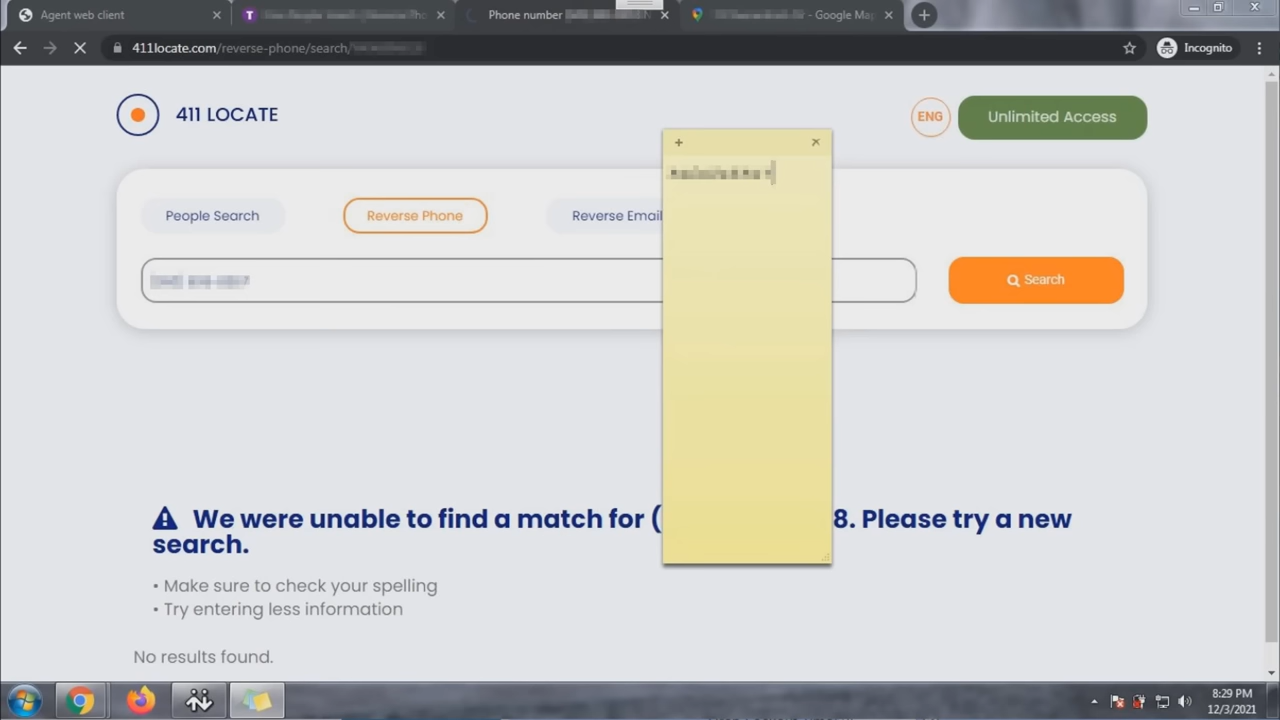 Agent web client
Phone number
- Google Map
411locate.com/reverse-phone/search/
Incognito
411 LOCATE
ENG
Unlimited Access
People Search
Reverse Phone
Reverse Email
Search
We were unable to find a match for (
8. Please try a new
search.
• Make sure to check your spelling
• Try entering less information
No results found.
8:29 PM
12/3/2021